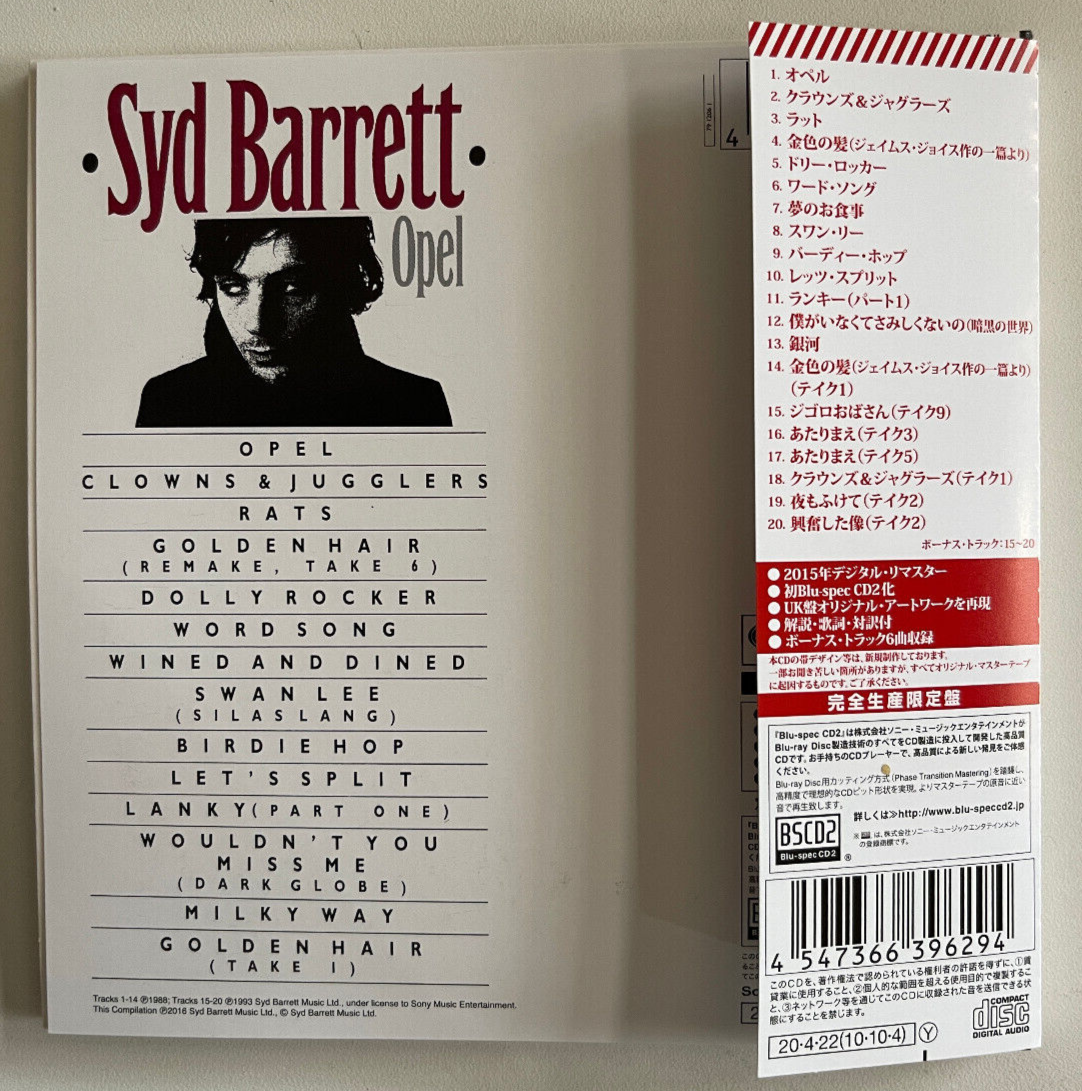 Syd Barrett
Opel
OPEL
CLOWNS & JUGGLERS
RATS
GOLDEN HAIR
(REMAKE, TAKE 6)
DOLLY ROCKER
WORD SONG
WINED AND DINED
SWAN LEE
(SILAS LANG)
BIRDIE HOP
LET'S SPLIT
LANKY (PART ONE)
WOULDN'T YOU
MISS ME
(DARK GLOBE)
MILKY WAY
GOLDEN HAIR
(TAKE 1)
Tracks 1-14 ℗1988; Tracks 15-20 ℗1993 Syd Barrett Music Ltd., under license to Sony Music Entertainment.
This Compilation ℗2016 Syd Barrett Music Ltd., © Syd Barrett Music Ltd.
4
1. オペル
2. クラウンズ&ジャグラーズ
3. ラット
4. 金色の髪(ジェイムス・ジョイス作の一篇より)
5. ドリー・ロッカー
6. ワード・ソング
7. 夢のお食事
8. スワン・リー
9. バーディー・ホップ
10. レッツ・スプリット
11. ランキー(パート1)
12. 僕がいなくてさみしくないの(暗黒の世界)
13. 銀河
14. 金色の髪(ジェイムス・ジョイス作の一篇より)
(テイク1)
15. ジゴロおばさん(テイク9)
16. あたりまえ(テイク3)
17. あたりまえ(テイク5)
18. クラウンズ&ジャグラーズ(テイク1)
19. 夜もふけて(テイク2)
20. 興奮した像(テイク2)
ボーナス・トラック:15~20
●2015年デジタル・リマスター
●初Blu-spec CD2化
●UK盤オリジナル・アートワークを再現
●解説・歌詞・対訳付
●ボーナス・トラック6曲収録
本CDの帯デザイン等は、新規制作しております。
一部お聞き苦しい箇所がありますが、すべてオリジナル・マスターテープ
に起因するものです。ご了承ください。
完全生産限定盤
『Blu-spec CD2』は株式会社ソニー・ミュージックエンタテインメントが
Blu-ray Disc製造技術のすべてをCD製造に投入して開発した高品質
CDです。お手持ちのCDプレーヤーで、高品質による新しい発見をご体感
ください。
Blu-ray Disc用カッティング方式(Phase Transition Mastering)を踏襲し、
高精度で理想的なCDピット形状を実現。よりマスターテープの原音に近い
音で再生致します。
詳しくは≫http://www.blu-speccd2.jp
BSCD2
Blu-spec CD2
®
は、株式会社ソニー・ミュージックエンタテインメント
の登録商標です。
4 547366 396294
このCDを、著作権法で認められている権利者の許諾を得ずに、①賃
貸業に使用すること、②個人的な範囲を超える使用目的で複製するこ
と、③ネットワーク等を通じてこのCDに収録された音を送信できる状
態にすることを禁じます。
COMPACT
disc
DIGITAL AUDIO
20・4・22(10・10・4) Ⓨ